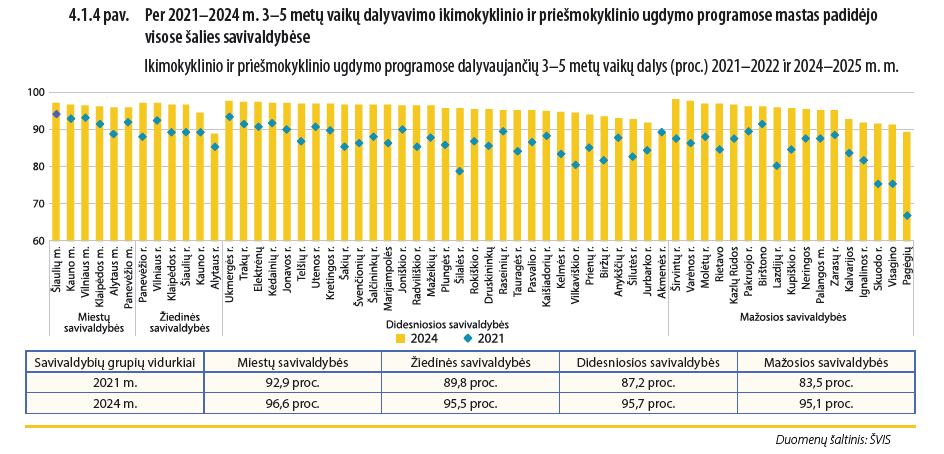 4.1.4 pav. Per 2021–2024 m. 3–5 metų vaikų dalyvavimo ikimokyklinio ir priešmokyklinio ugdymo programose mastas padidėjo
visose šalies savivaldybėse
Ikimokyklinio ir priešmokyklinio ugdymo programose dalyvaujančių 3–5 metų vaikų dalys (proc.) 2021–2022 ir 2024–2025 m. m.
100
90
80
70
60
Šiaulių m.
Kauno m.
Vilniaus m.
Klaipėdos m.
Alytaus m.
Panevėžio m.
Panevėžio r.
Vilniaus r.
Klaipėdos r.
Šiaulių r.
Kauno r.
Alytaus r.
Ukmergės r.
Trakų r.
Elektrėnų
Kėdainių r.
Jonavos r.
Telšių r.
Utenos r.
Kretingos r.
Šakių r.
Švenčionių r.
Šalčininkų r.
Marijampolės
Joniškio r.
Radviliškio r.
Mažeikių r.
Plungės r.
Šilalės r.
Rokiškio r.
Druskininkų
Raseinių r.
Tauragės r.
Pasvalio r.
Kaišiadorių r.
Kelmės r.
Vilkaviškio r.
Prienų r.
Biržų r.
Anykščių r.
Šilutės r.
Jurbarko r.
Akmenės r.
Širvintų r.
Varėnos r.
Molėtų r.
Rietavo
Kazlų Rūdos
Pakruojo r.
Birštono
Lazdijų r.
Kupiškio r.
Neringos
Palangos m.
Zarasų r.
Kalvarijos
Ignalinos r.
Skuodo r.
Visagino
Pagėgių
Miestų
savivaldybės
Žiedinės
savivaldybės
Didesniosios savivaldybės
Mažosios savivaldybės
2024 2021
Savivaldybių grupių vidurkiai Miestų savivaldybės Žiedinės savivaldybės Didesniosios savivaldybės Mažosios savivaldybės
2021 m. 92,9 proc. 89,8 proc. 87,2 proc. 83,5 proc.
2024 m. 96,6 proc. 95,5 proc. 95,7 proc. 95,1 proc.
Duomenų šaltinis: ŠVIS